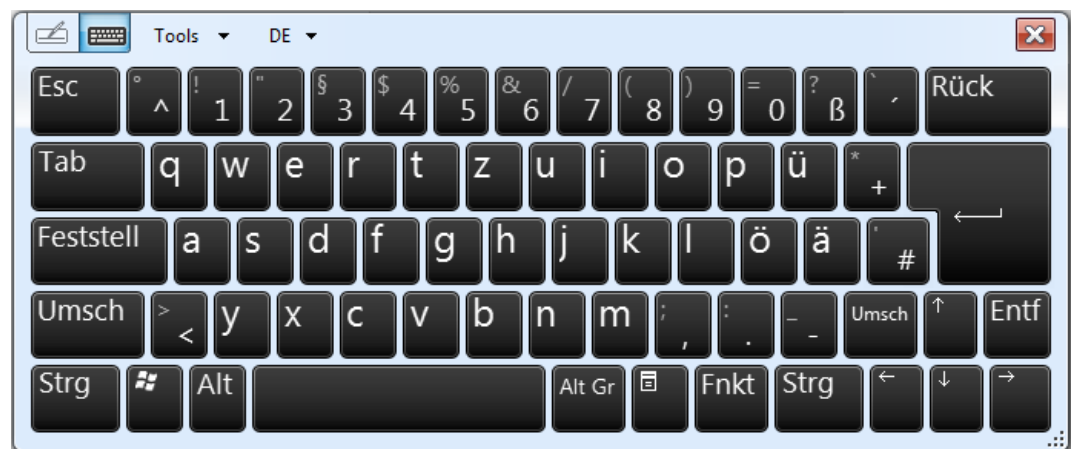 Tools DE
Esc ° ^ ! 1 " 2 § 3 $ 4 % 5 & 6 / 7 ( 8 ) 9 = 0 ? ß ` ´ Rück
Tab q w e r t z u i o p ü * +
Feststell a s d f g h j k l ö ä ' #
Umsch > < y x c v b n m ; , : . _ - Umsch ↑ Entf
Strg Alt Alt Gr Fnkt Strg ← ↓ →